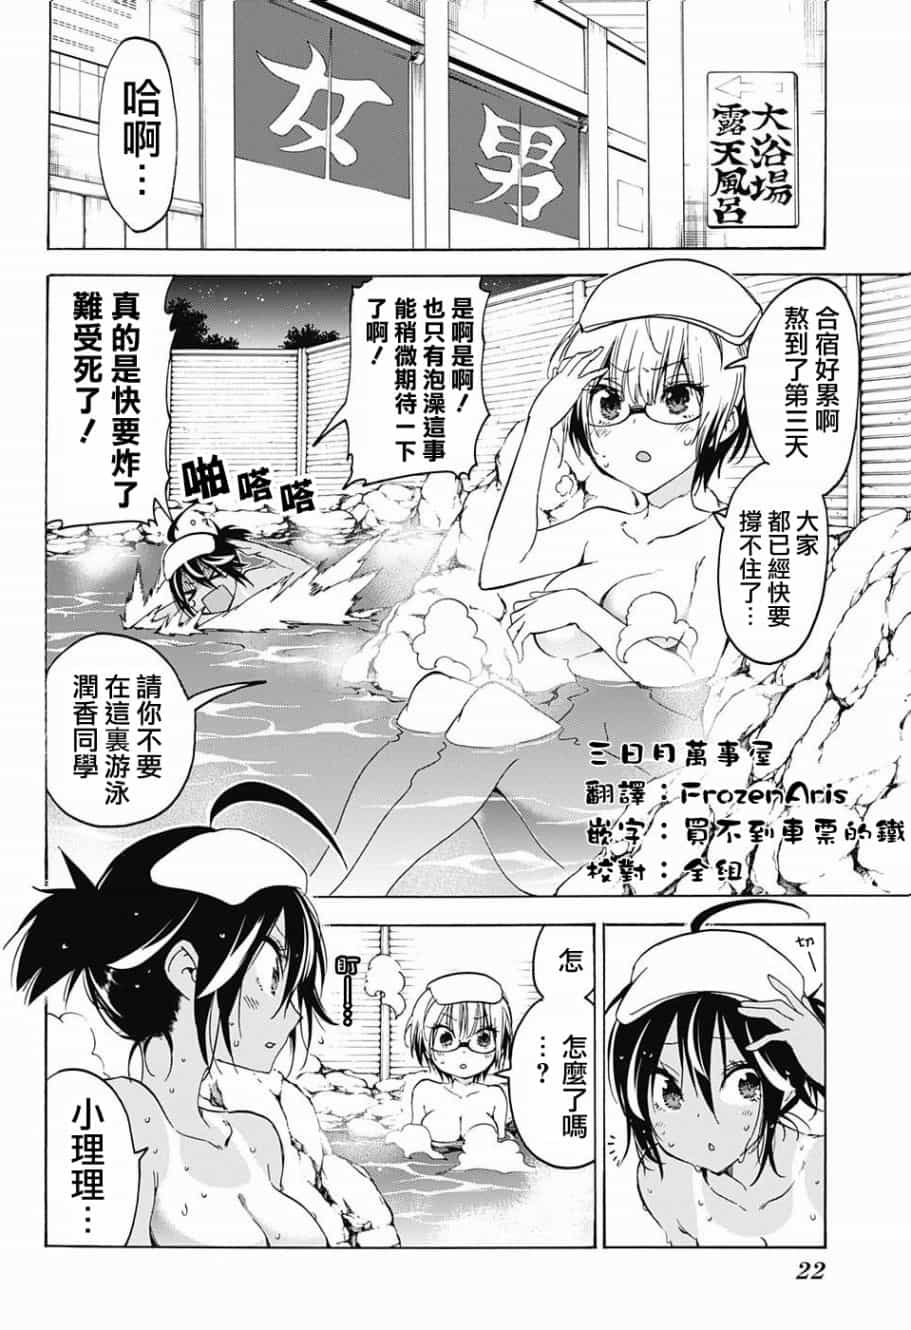 大浴場
露天風呂
男
女
哈啊…
合宿好累啊
熬到了第三天
大家
都已經快要
撐不住了…
是啊是啊！
也只有泡澡這事
能稍微期待一下
了啊！
真的是快要炸了
難受死了！
啪嗒嗒
請你不要
在這裏游泳
潤香同學
三日月萬事屋
翻譯：FrozenAris
嵌字：買不到車票的鐵
校對：全組
切
怎
怎麼了嗎
…？
盯——…
小理理…
22